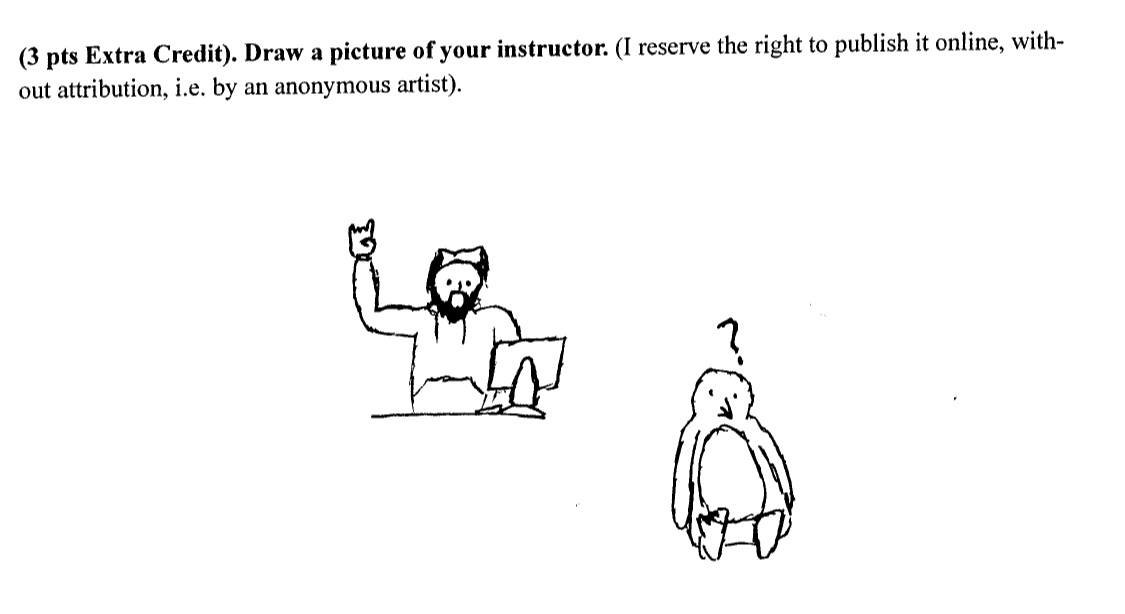 (3 pts Extra Credit). Draw a picture of your instructor. (I reserve the right to publish it online, with-
out attribution, i.e. by an anonymous artist).
?